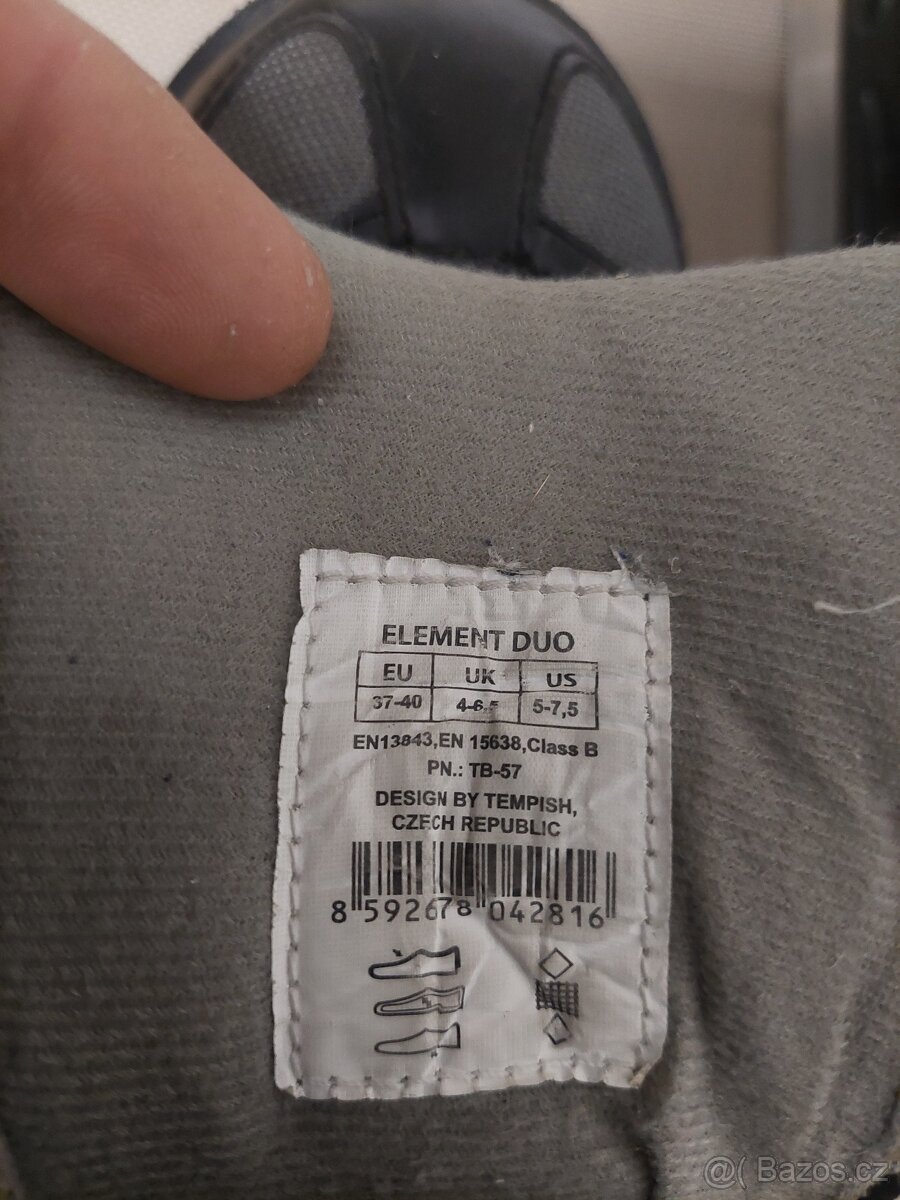 ELEMENT DUO
EU UK US
37-40 4-6,5 5-7,5
EN13843,EN 15638,Class B
PN.: TB-57
DESIGN BY TEMPISH,
CZECH REPUBLIC
8 592678 042816
@( Bazoš.cz